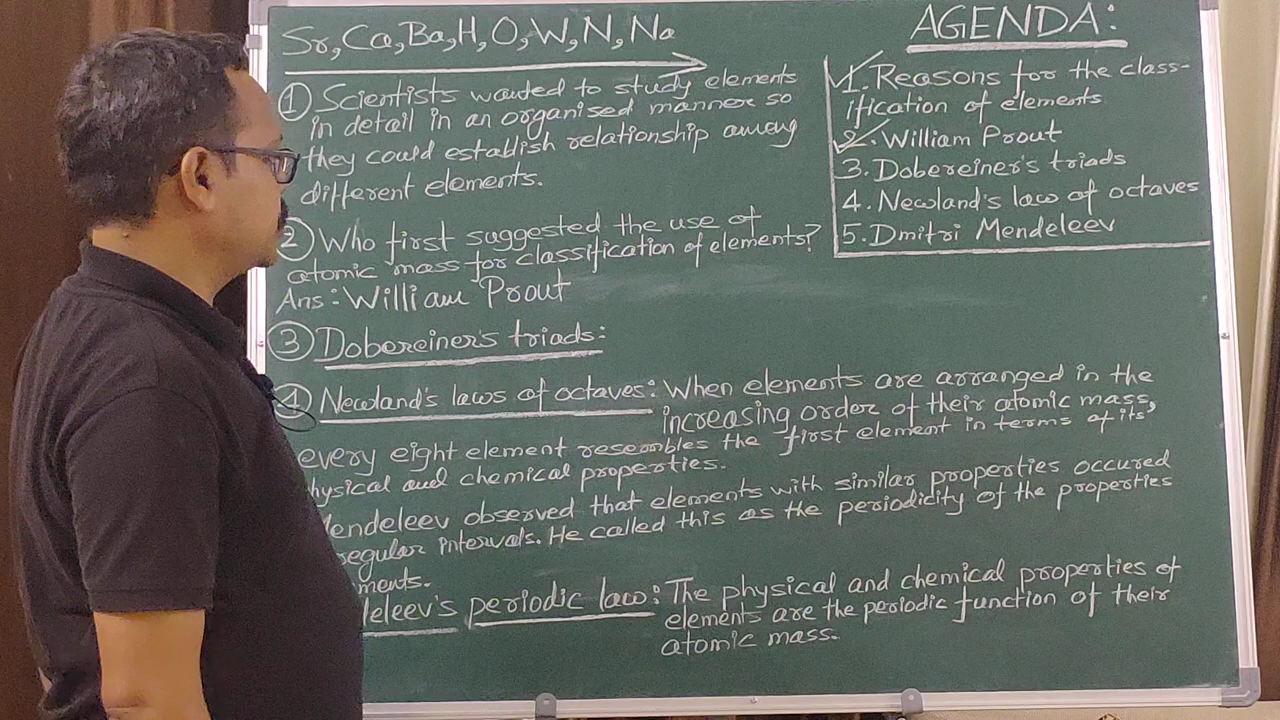 Sr, Ca, Ba, H, O, W, N, Na
① Scientists wanted to study elements
in detail in an organised manner so
they could establish relationship among
different elements.
② Who first suggested the use of
atomic mass for classification of elements?
Ans: William Prout
③ Dobereiner's triads:
④ Newland's laws of octaves: When elements are arranged in the
increasing order of their atomic mass,
every eight element resembles the first element in terms of its
hysical and chemical properties.
endeleev observed that elements with similar properties occured
regular intervals. He called this as the periodicity of the properties
ments.
leleev's periodic law: The physical and chemical properties of
elements are the periodic function of their
atomic mass.
AGENDA:
1. Reasons for the class-
ification of elements
2. William Prout
3. Dobereiner's triads
4. Newland's law of octaves
5. Dmitri Mendeleev